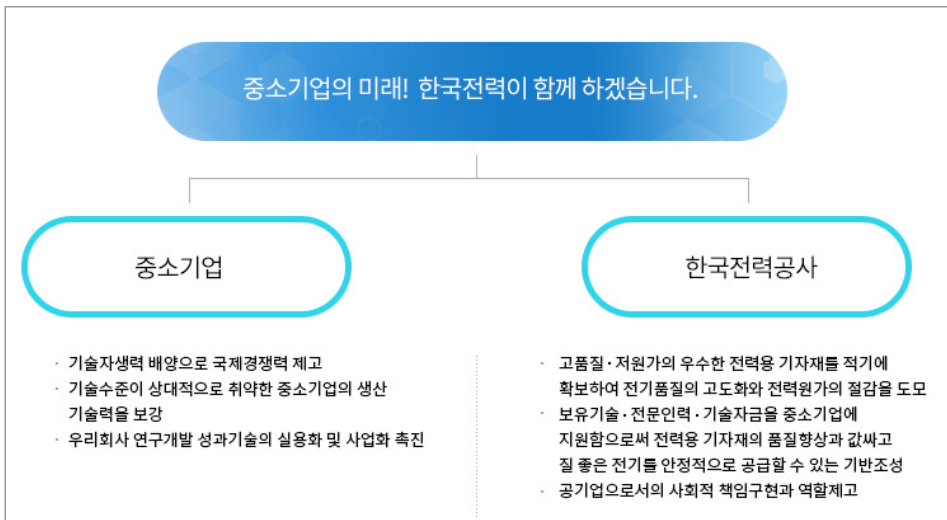 중소기업의 미래! 한국전력이 함께 하겠습니다.
중소기업
· 기술자생력 배양으로 국제경쟁력 제고
· 기술수준이 상대적으로 취약한 중소기업의 생산
기술력을 보강
· 우리회사 연구개발 성과기술의 실용화 및 사업화 촉진
한국전력공사
· 고품질·저원가의 우수한 전력용 기자재를 적기에
확보하여 전기품질의 고도화와 전력원가의 절감을 도모
· 보유기술·전문인력·기술자금을 중소기업에
지원함으로써 전력용 기자재의 품질향상과 값싸고
질 좋은 전기를 안정적으로 공급할 수 있는 기반조성
· 공기업으로서의 사회적 책임구현과 역할제고